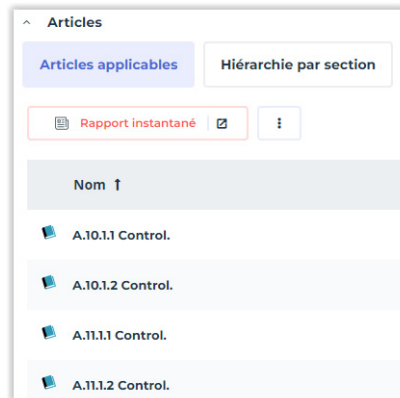 Articles
Articles applicables Hiérarchie par section
Rapport instantané
Nom ↑
A.10.1.1 Control.
A.10.1.2 Control.
A.11.1.1 Control.
A.11.1.2 Control.